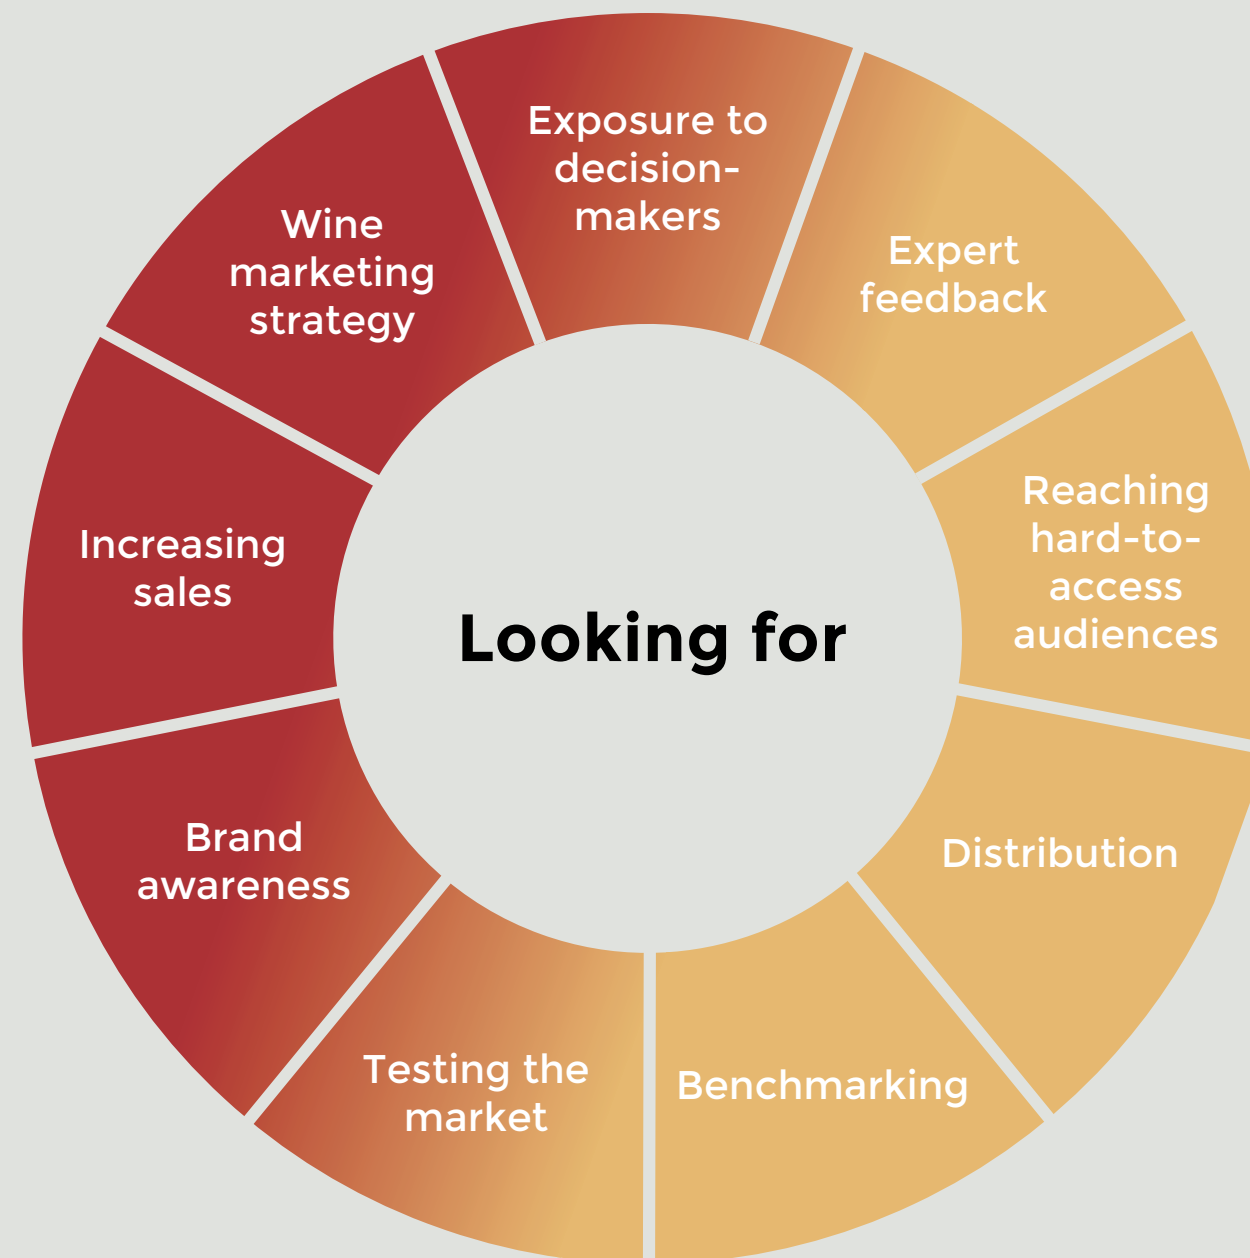 Exposure to
decision-
makers
Expert
feedback
Reaching
hard-to-
access
audiences
Distribution
Benchmarking
Testing the
market
Brand
awareness
Increasing
sales
Wine
marketing
strategy
Looking for